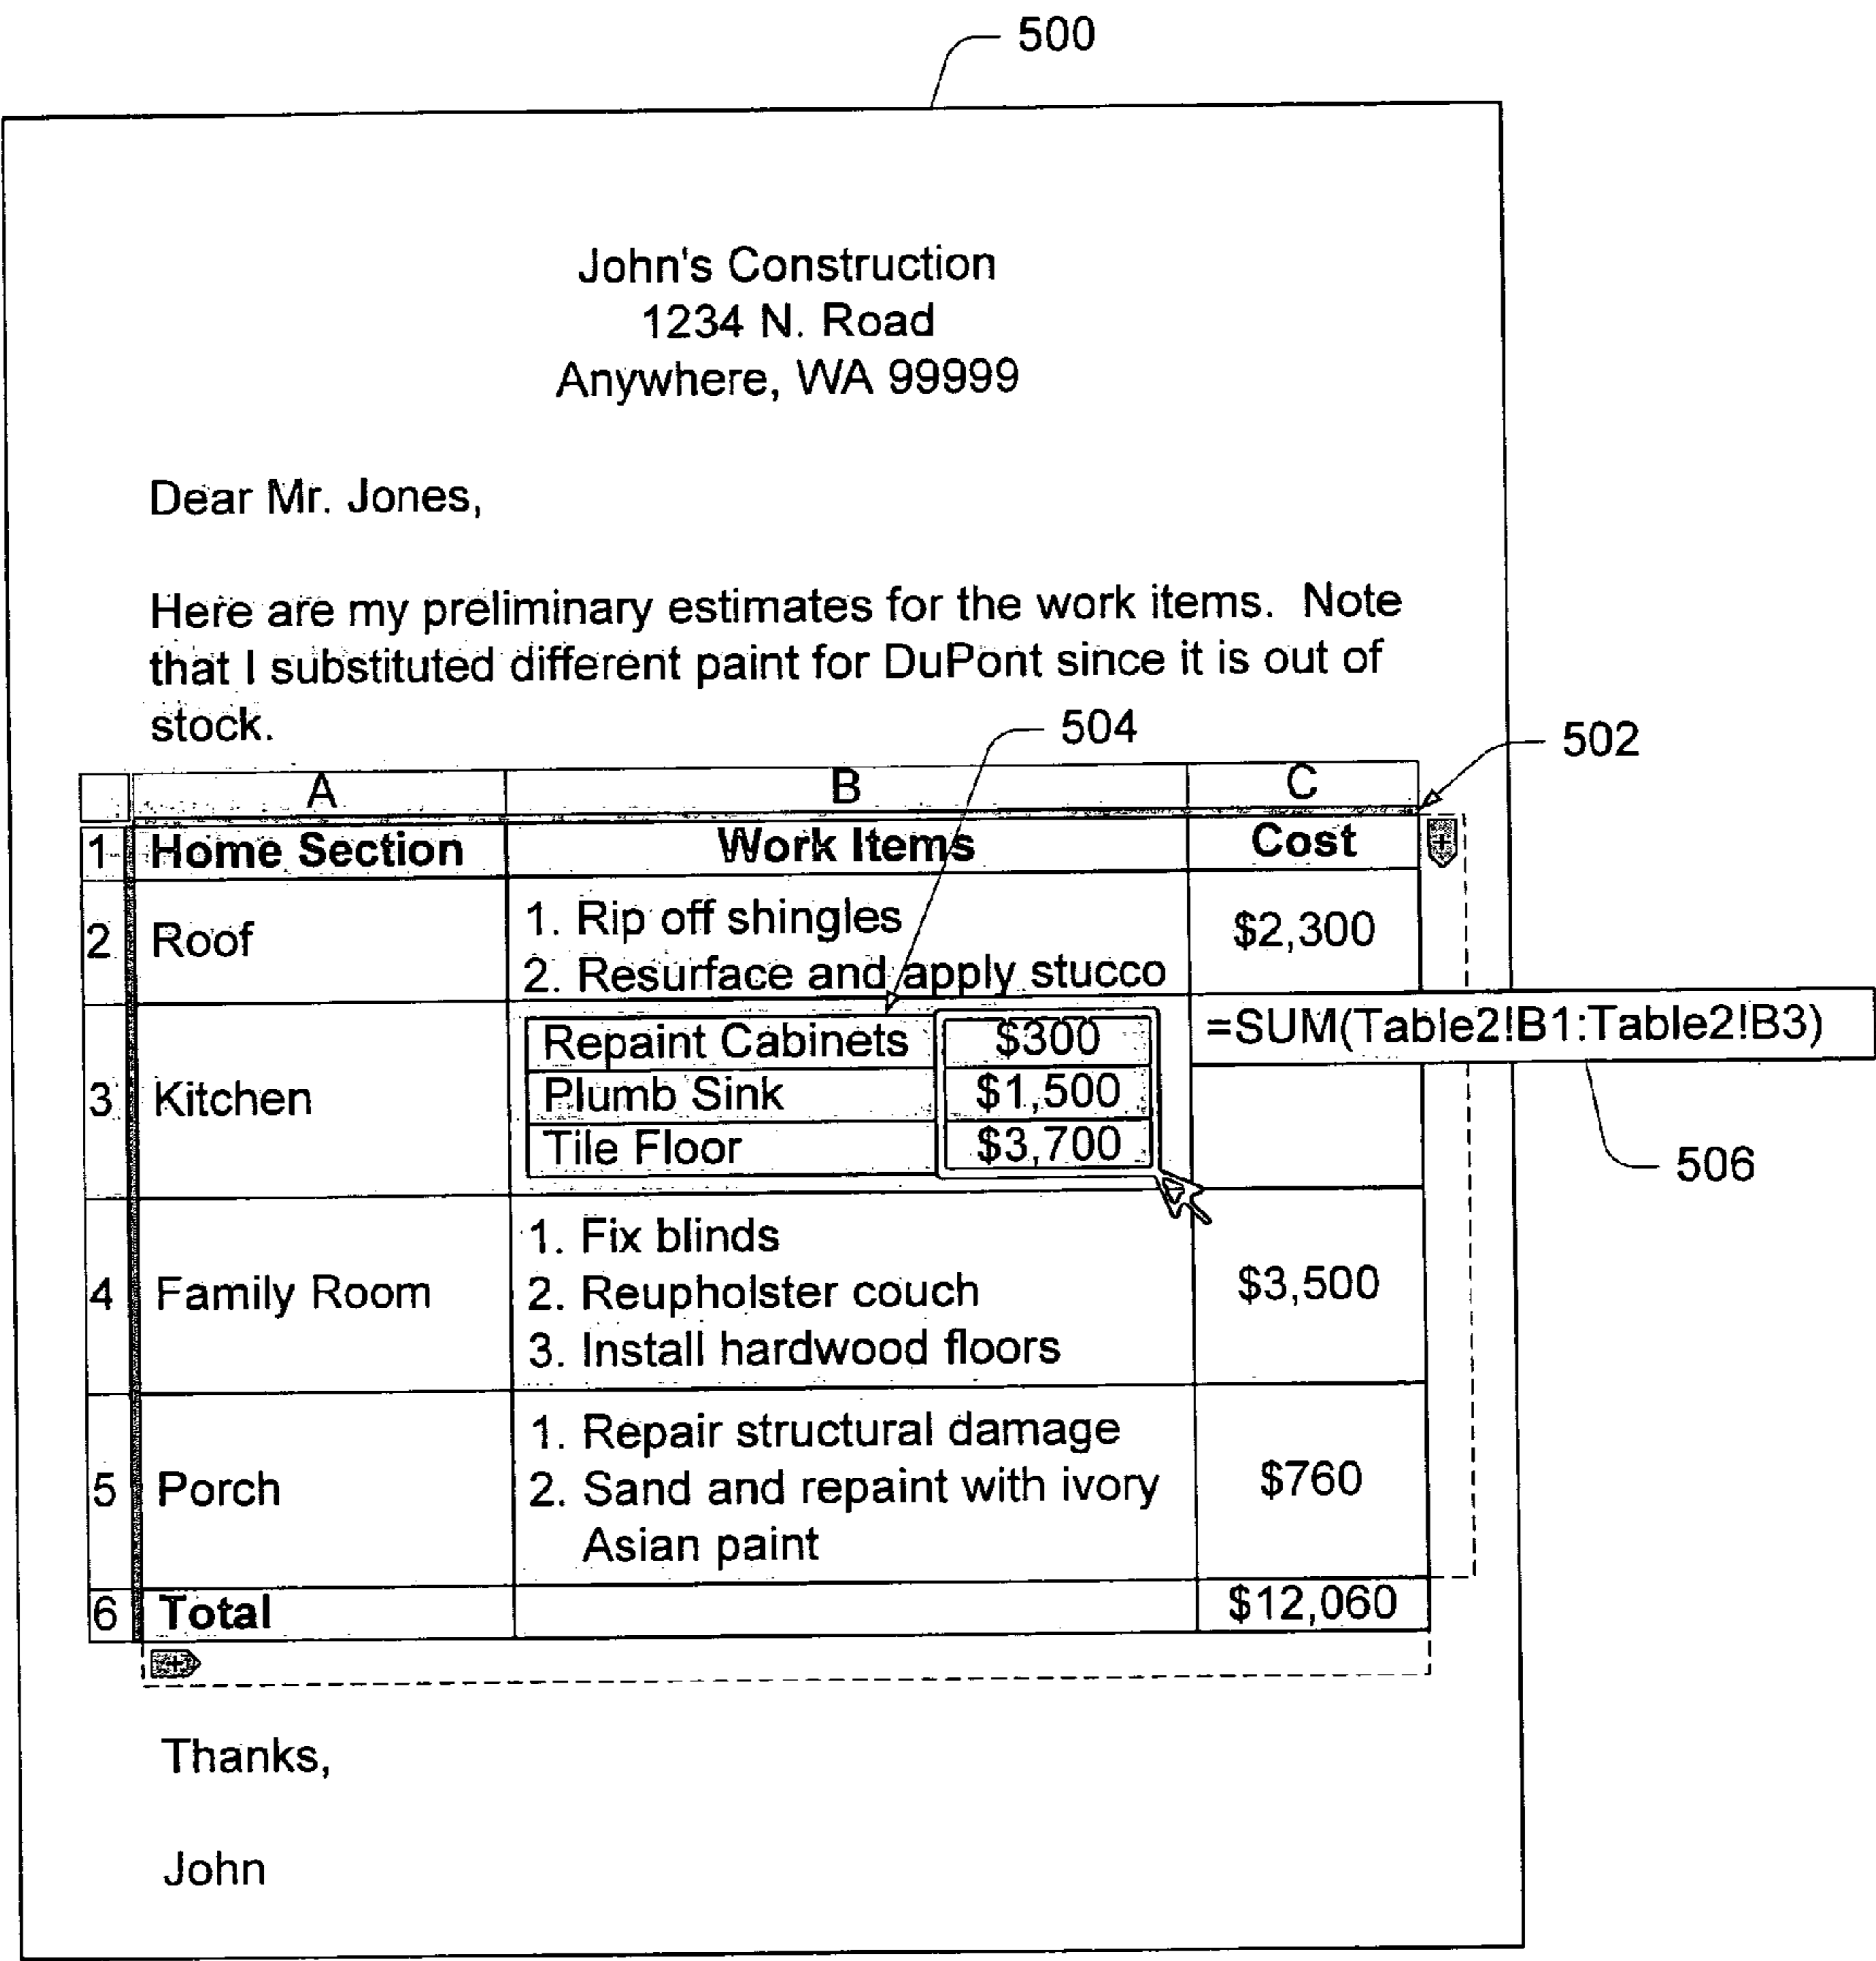 500
John's Construction
1234 N. Road
Anywhere, WA 99999
Dear Mr. Jones,
Here are my preliminary estimates for the work items. Note
that I substituted different paint for DuPont since it is out of
stock.
504
502
A B C
1 Home Section Work Items Cost
2 Roof 1. Rip off shingles $2,300
2. Resurface and apply stucco
3 Kitchen Repaint Cabinets $300 =SUM(Table2!B1:Table2!B3)
Plumb Sink $1,500
Tile Floor $3,700
506
4 Family Room 1. Fix blinds $3,500
2. Reupholster couch
3. Install hardwood floors
5 Porch 1. Repair structural damage $760
2. Sand and repaint with ivory
Asian paint
6 Total $12,060
Thanks,
John